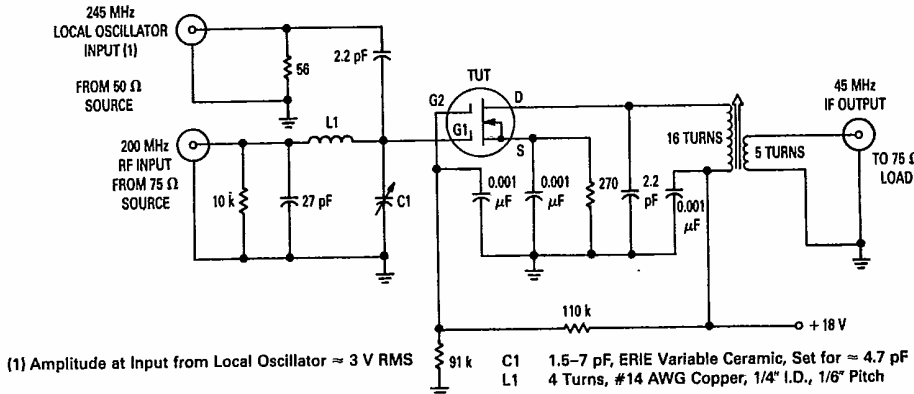 245 MHz
LOCAL OSCILLATOR
INPUT (1)
FROM 50 Ω
SOURCE
56
2.2 pF
TUT
G2
D
G1
S
L1
200 MHz
RF INPUT
FROM 75 Ω
SOURCE
10 k
27 pF
C1
0.001
μF
0.001
μF
270
2.2
pF
0.001
μF
16 TURNS
5 TURNS
45 MHz
IF OUTPUT
TO 75 Ω
LOAD
110 k
+ 18 V
91 k
(1) Amplitude at Input from Local Oscillator ≈ 3 V RMS
C1 1.5–7 pF, ERIE Variable Ceramic, Set for ≈ 4.7 pF
L1 4 Turns, #14 AWG Copper, 1/4" I.D., 1/6" Pitch